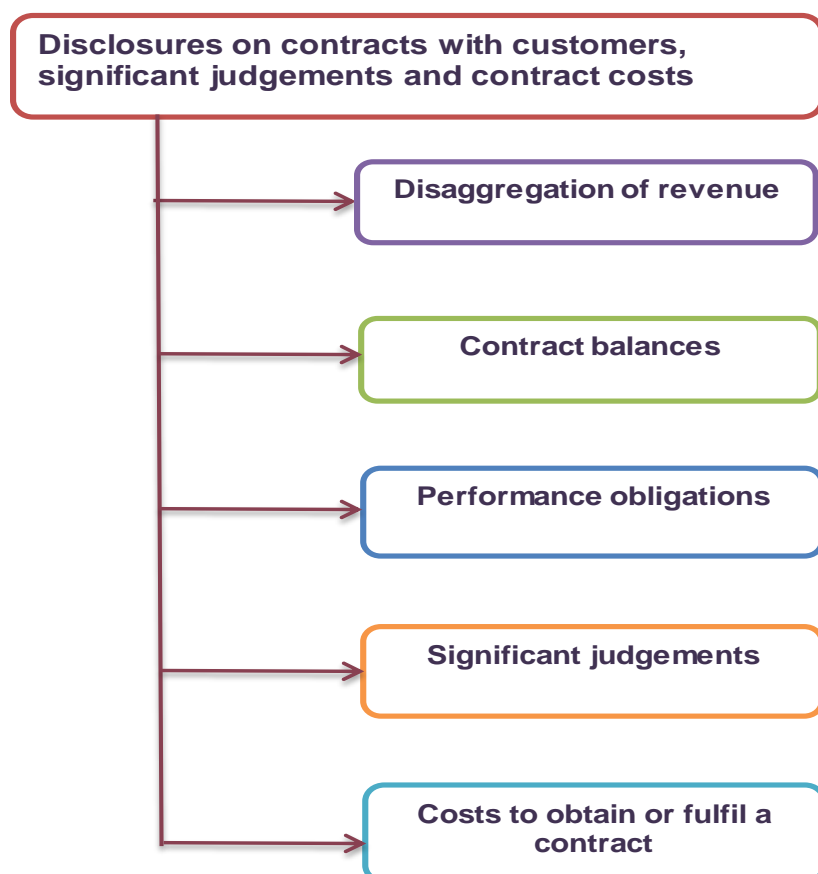 Disclosures on contracts with customers,
significant judgements and contract costs
Disaggregation of revenue
Contract balances
Performance obligations
Significant judgements
Costs to obtain or fulfil a
contract